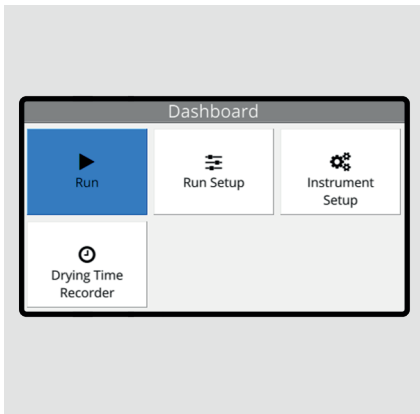 Dashboard
Run
Run Setup
Instrument
Setup
Drying Time
Recorder